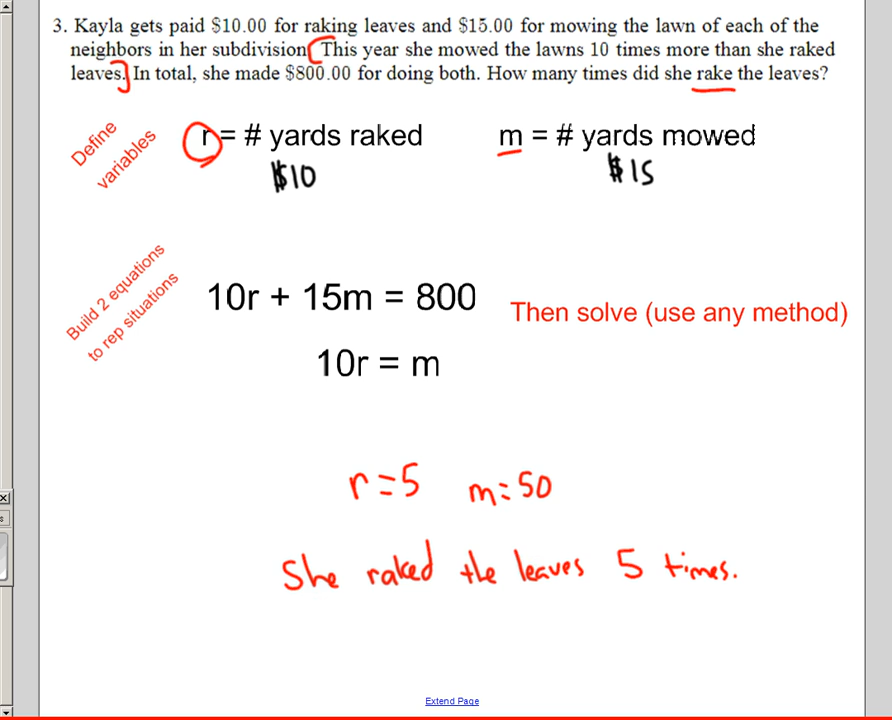 3. Kayla gets paid $10.00 for raking leaves and $15.00 for mowing the lawn of each of the
neighbors in her subdivision. This year she mowed the lawns 10 times more than she raked
leaves. In total, she made $800.00 for doing both. How many times did she rake the leaves?
Define
variables
r = # yards raked
m = # yards mowed
$10
$15
Build 2 equations
to rep situations
10r + 15m = 800
Then solve (use any method)
10r = m
r=5 m=50
She raked the leaves 5 times.
Extend Page